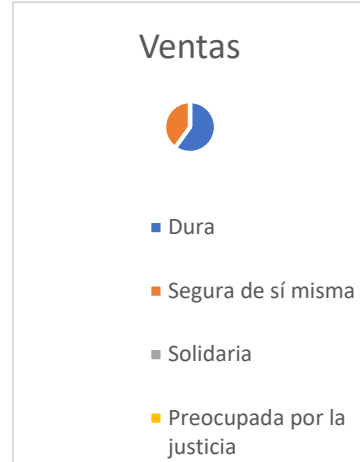 Ventas
Dura
Segura de sí misma
Solidaria
Preocupada por la
justicia